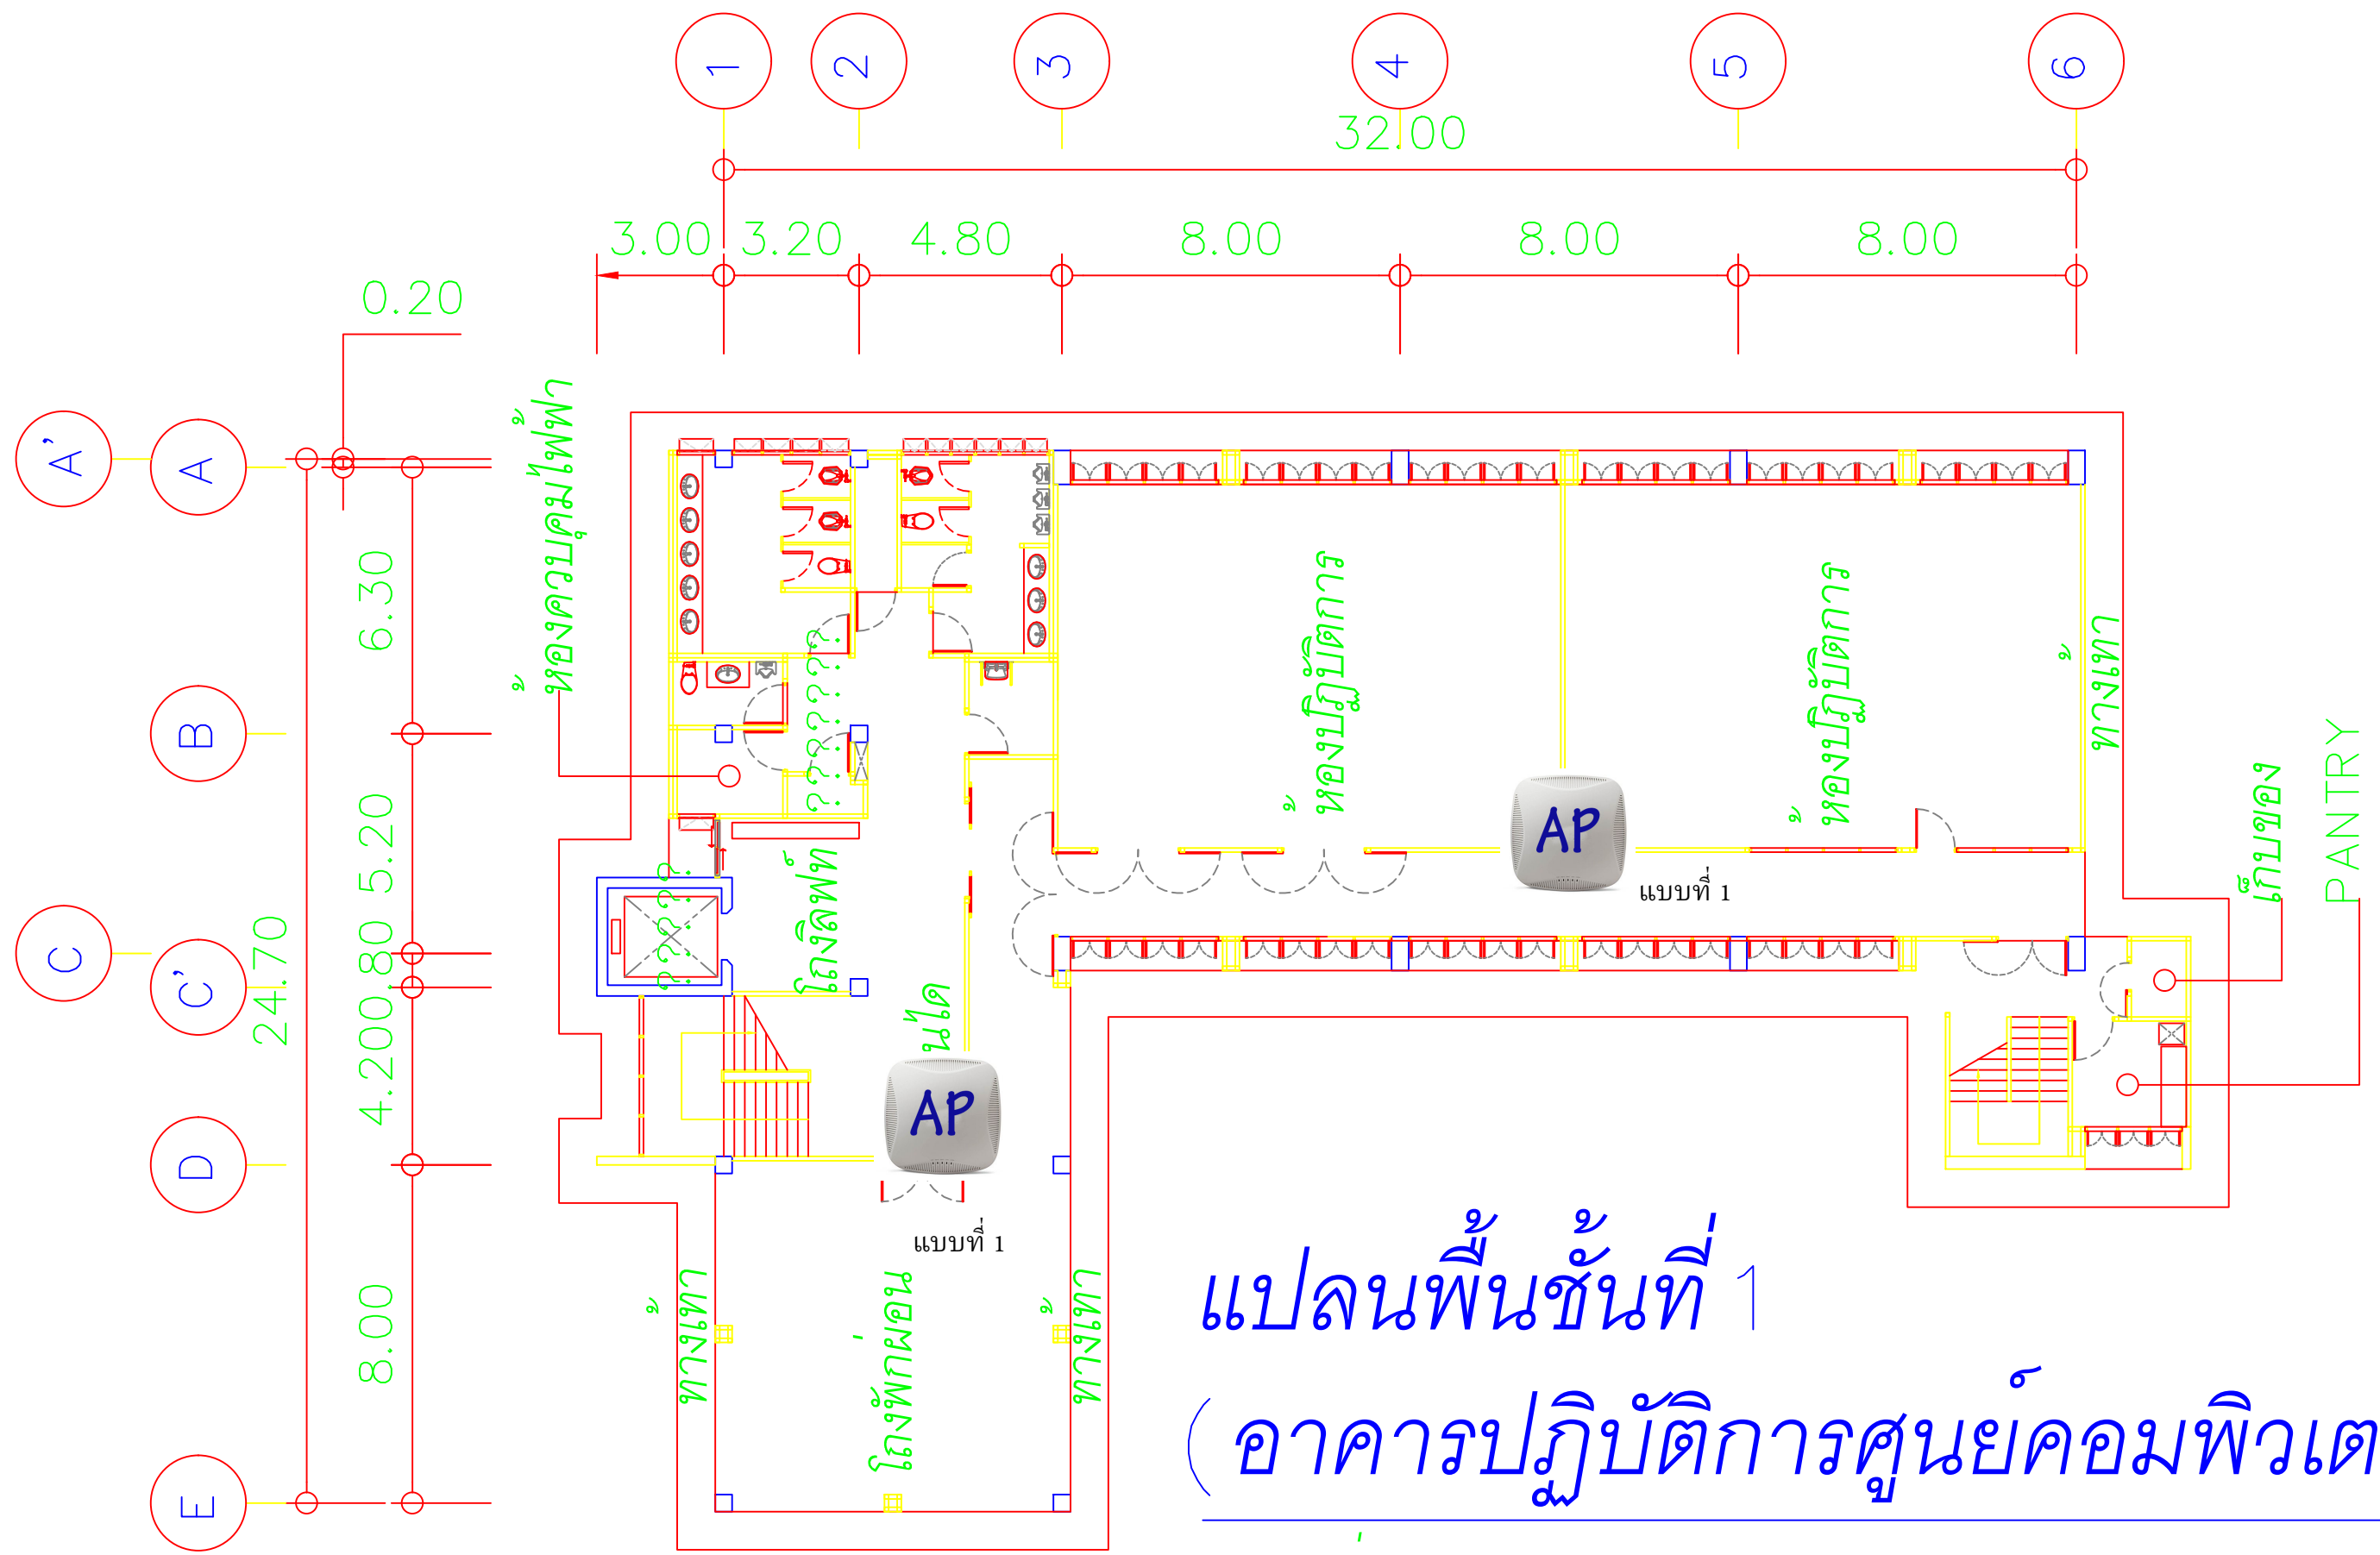 1 2 3 4 5 6
32.00
3.00 3.20 4.80 8.00 8.00 8.00
0.20
A' A
B
C C'
D
E
6.30
5.20
.80
4.20
8.00
24.70
ห้องควบคุมไฟฟ้า
????????
ห้องปฏิบัติการ
ห้องปฏิบัติการ
ทางเท้า
เก็บของ
PANTRY
?????
โถงลิฟท์
AP
แบบที่ 1
AP
แบบที่ 1
ทางเท้า
โถงพักผ่อน
ทางเท้า
แปลนพื้นชั้นที่ 1
(อาคารปฏิบัติการศูนย์คอมพิวเต